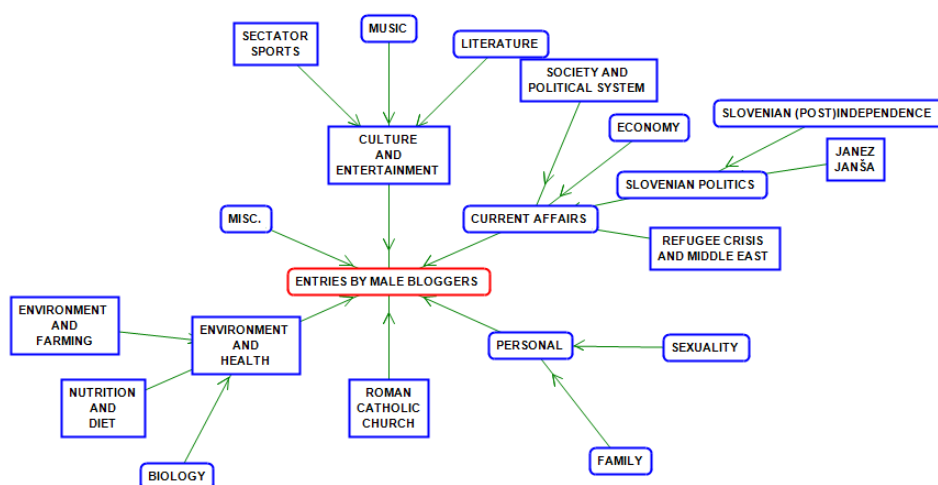 SECTATOR
SPORTS
MUSIC
LITERATURE
SOCIETY AND
POLITICAL SYSTEM
ECONOMY
SLOVENIAN (POST)INDEPENDENCE
CULTURE
AND
ENTERTAINMENT
JANEZ
JANŠA
SLOVENIAN POLITICS
MISC.
CURRENT AFFAIRS
REFUGEE CRISIS
AND MIDDLE EAST
ENTRIES BY MALE BLOGGERS
ENVIRONMENT
AND
FARMING
ENVIRONMENT
AND
HEALTH
PERSONAL
SEXUALITY
NUTRITION
AND
DIET
ROMAN
CATHOLIC
CHURCH
FAMILY
BIOLOGY